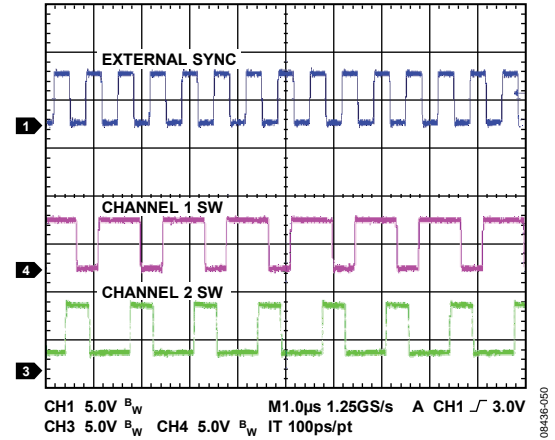 EXTERNAL SYNC
1
CHANNEL 1 SW
4
CHANNEL 2 SW
3
CH1 5.0V BW M1.0µs 1.25GS/s A CH1 3.0V
CH3 5.0V BW CH4 5.0V BW IT 100ps/pt
08436-050